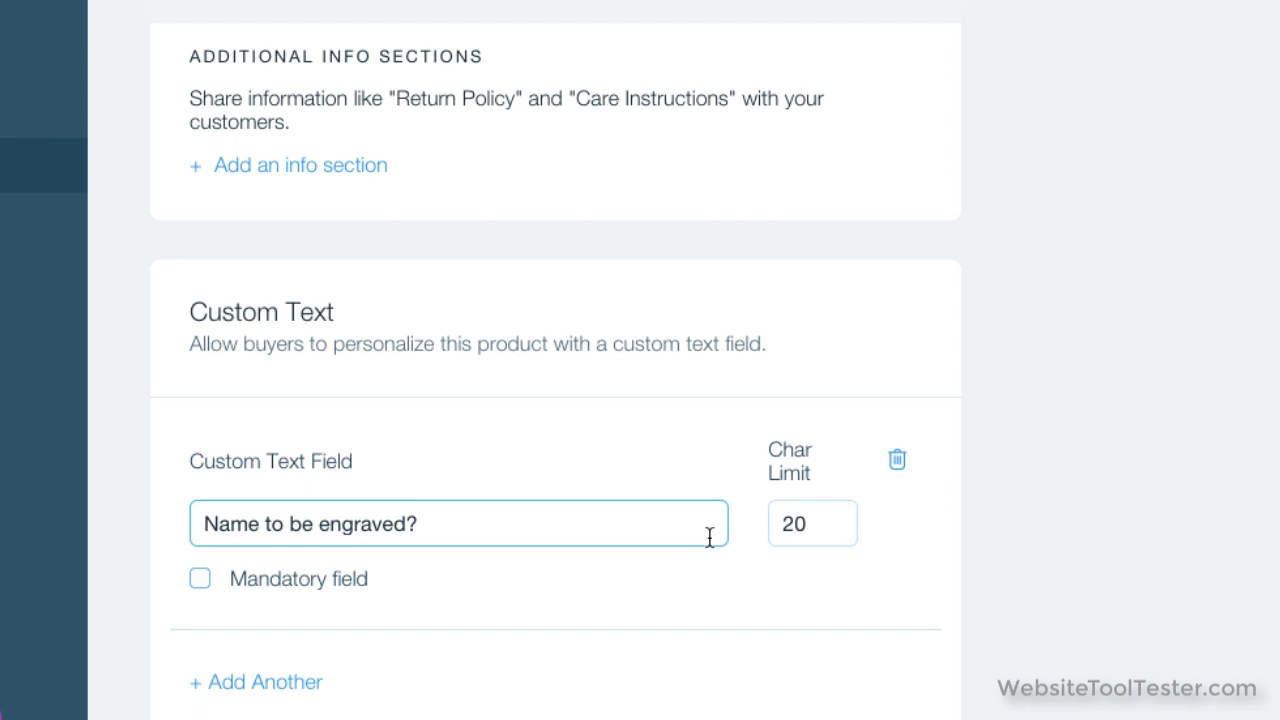 ADDITIONAL INFO SECTIONS
Share information like "Return Policy" and "Care Instructions" with your
customers.
+ Add an info section
Custom Text
Allow buyers to personalize this product with a custom text field.
Custom Text Field
Char
Limit
Name to be engraved?
20
Mandatory field
+ Add Another
WebsiteToolTester.com